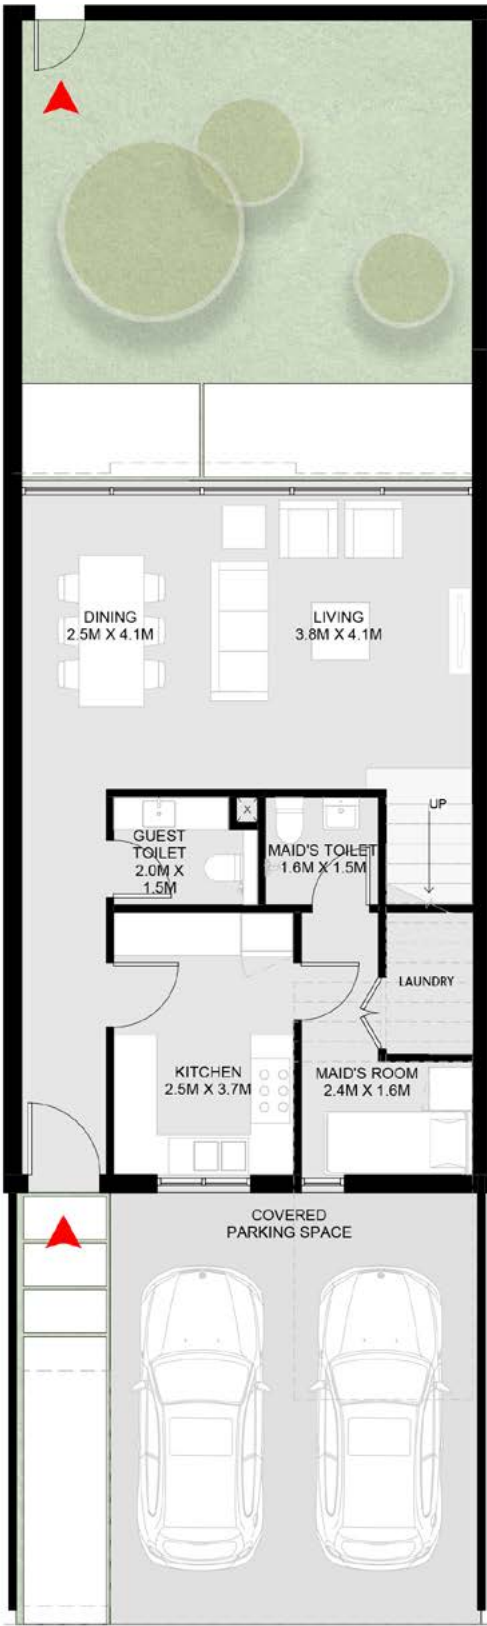 DINING
2.5M X 4.1M
LIVING
3.8M X 4.1M
UP
X
GUEST
TOILET
2.0M X
1.5M
MAID'S TOILET
1.6M X 1.5M
LAUNDRY
KITCHEN
2.5M X 3.7M
MAID'S ROOM
2.4M X 1.6M
COVERED
PARKING SPACE